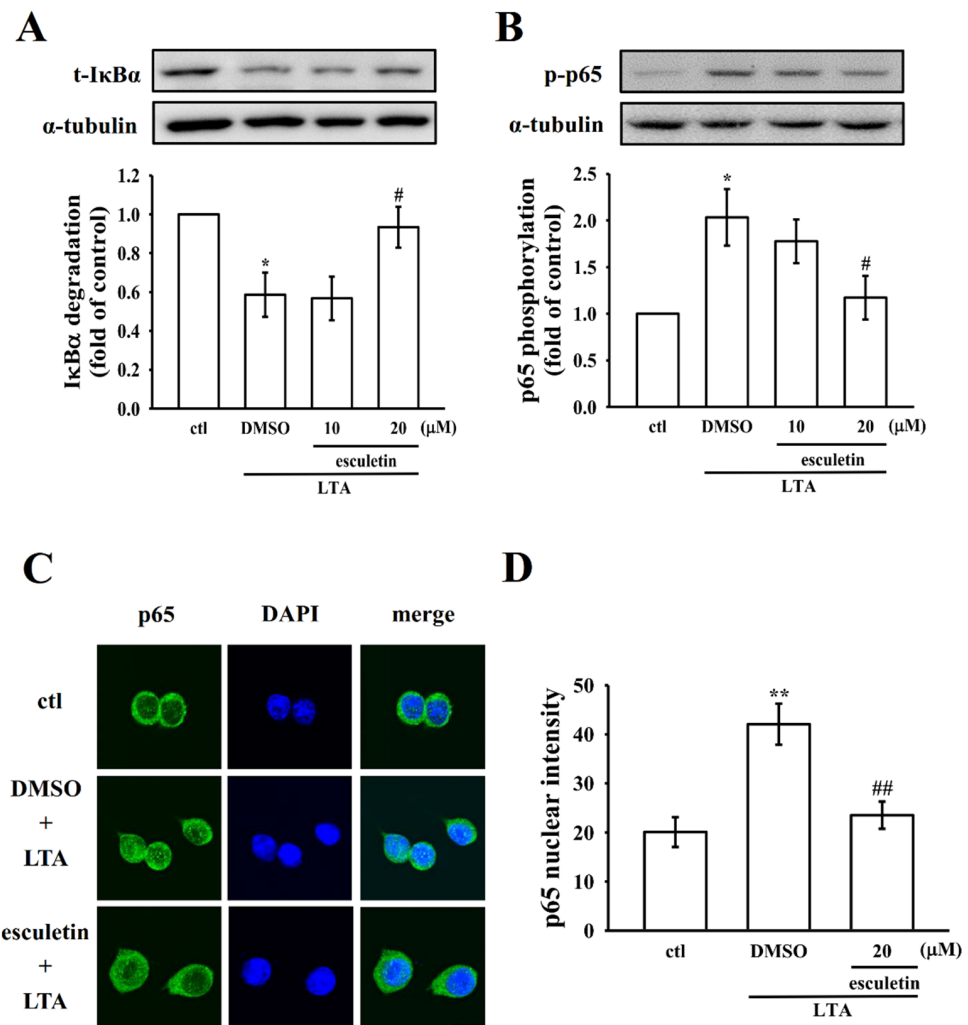 A
t-IκBα
α-tubulin
IκBα degradation
(fold of control)
1.2
1.0
0.8
0.6
0.4
0.2
0.0
*
#
ctl DMSO 10 20 (μM)
esculetin
LTA
B
p-p65
α-tubulin
p65 phosphorylation
(fold of control)
2.5
2.0
1.5
1.0
0.5
0.0
*
#
ctl DMSO 10 20 (μM)
esculetin
LTA
C
p65 DAPI merge
ctl
DMSO
+
LTA
esculetin
+
LTA
D
p65 nuclear intensity
50
40
30
20
10
0
**
##
ctl DMSO 20 (μM)
esculetin
LTA